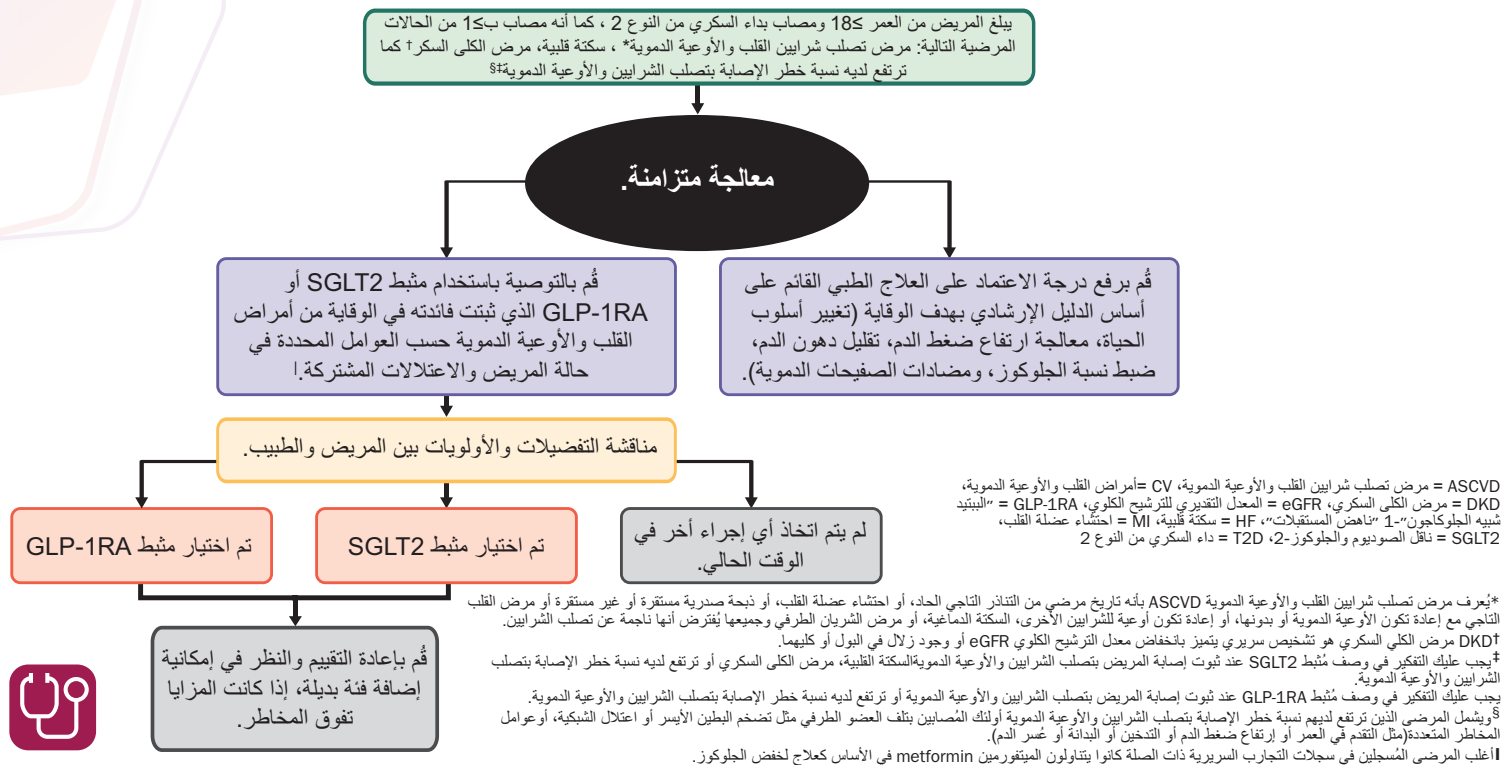 يبلغ المريض من العمر ≥18 ومصاب بداء السكري من النوع 2 ، كما أنه مصاب ب≥1 من الحالات
المرضية التالية: مرض تصلب شرايين القلب والأوعية الدموية* ، سكتة قلبية، مرض الكلى السكر† كما
ترتفع لديه نسبة خطر الإصابة بتصلب الشرايين والأوعية الدموية‡§
معالجة متزامنة.
قُم برفع درجة الاعتماد على العلاج الطبي القائم على
أساس الدليل الإرشادي بهدف الوقاية (تغيير أسلوب
الحياة، معالجة ارتفاع ضغط الدم، تقليل دهون الدم،
ضبط نسبة الجلوكوز، ومضادات الصفيحات الدموية).
قُم بالتوصية باستخدام مثبط SGLT2 أو
GLP-1RA الذي ثبتت فائدته في الوقاية من أمراض
القلب والأوعية الدموية حسب العوامل المحددة في
حالة المريض والاعتلالات المشتركة.|
مناقشة التفضيلات والأولويات بين المريض والطبيب.
لم يتم اتخاذ أي إجراء أخر في
الوقت الحالي.
تم اختيار مثبط SGLT2
تم اختيار مثبط GLP-1RA
قُم بإعادة التقييم والنظر في إمكانية
إضافة فئة بديلة، إذا كانت المزايا
تفوق المخاطر.
ASCVD = مرض تصلب شرايين القلب والأوعية الدموية، CV =أمراض القلب والأوعية الدموية،
DKD = مرض الكلى السكري، eGFR = المعدل التقديري للترشيح الكلوي، GLP-1RA = "الببتيد
شبيه الجلوكاجون"-1 "ناهض المستقبلات"، HF = سكتة قلبية، MI = احتشاء عضلة القلب،
SGLT2 = ناقل الصوديوم والجلوكوز-2، T2D = داء السكري من النوع 2
*يُعرف مرض تصلب شرايين القلب والأوعية الدموية ASCVD بأنه تاريخ مرضي من التناذر التاجي الحاد، أو احتشاء عضلة القلب، أو ذبحة صدرية مستقرة أو غير مستقرة أو مرض القلب
التاجي مع إعادة تكون الأوعية الدموية أو بدونها، أو إعادة تكون أوعية للشرايين الأخرى، السكتة الدماغية، أو مرض الشريان الطرفي وجميعها يُفترض أنها ناجمة عن تصلب الشرايين.
†DKD مرض الكلي السكري هو تشخيص سريري يتميز بانخفاض معدل الترشيح الكلوي eGFR أو وجود زلال في البول أو كليهما.
‡يجب عليك التفكير في وصف مُثبط SGLT2 عند ثبوت إصابة المريض بتصلب الشرايين والأوعية الدمويةالسكتة القلبية، مرض الكلى السكري أو ترتفع لديه نسبة خطر الإصابة بتصلب
الشرايين والأوعية الدموية.
يجب عليك التفكير في وصف مُثبط GLP-1RA عند ثبوت إصابة المريض بتصلب الشرايين والأوعية الدموية أو ترتفع لديه نسبة خطر الإصابة بتصلب الشرايين والأوعية الدموية.
§ويشمل المرضى الذين ترتفع لديهم نسبة خطر الإصابة بتصلب الشرايين والأوعية الدموية أولئك المُصابين بتلف العضو الطرفي مثل تضخم البطين الأيسر أو اعتلال الشبكية، أوعوامل
المخاطر المتعددة(مثل التقدم في العمر أو إرتفاع ضغط الدم أو التدخين أو البدانة أو عُسر الدم).
|أغلب المرضى المُسجلين في سجلات التجارب السريرية ذات الصلة كانوا يتناولون الميتفورمين metformin في الأساس كعلاج لخفض الجلوكوز.